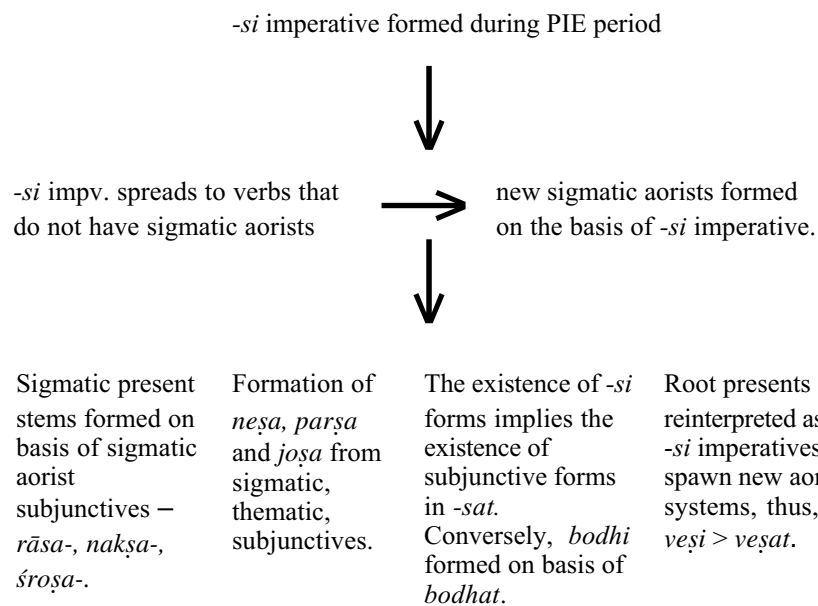 -si imperative formed during PIE period
-si impv. spreads to verbs that
do not have sigmatic aorists
new sigmatic aorists formed
on the basis of -si imperative.
Sigmatic present
stems formed on
basis of sigmatic
aorist
subjunctives –
rāsa-, nakṣa-,
śroṣa-.
Formation of
neṣa, parṣa
and joṣa from
sigmatic,
thematic,
subjunctives.
The existence of -si
forms implies the
existence of
subjunctive forms
in -sat.
Conversely, bodhi
formed on basis of
bodhat.
Root presents
reinterpreted as
-si imperatives
spawn new
systems, thus,
veṣi > veṣat.